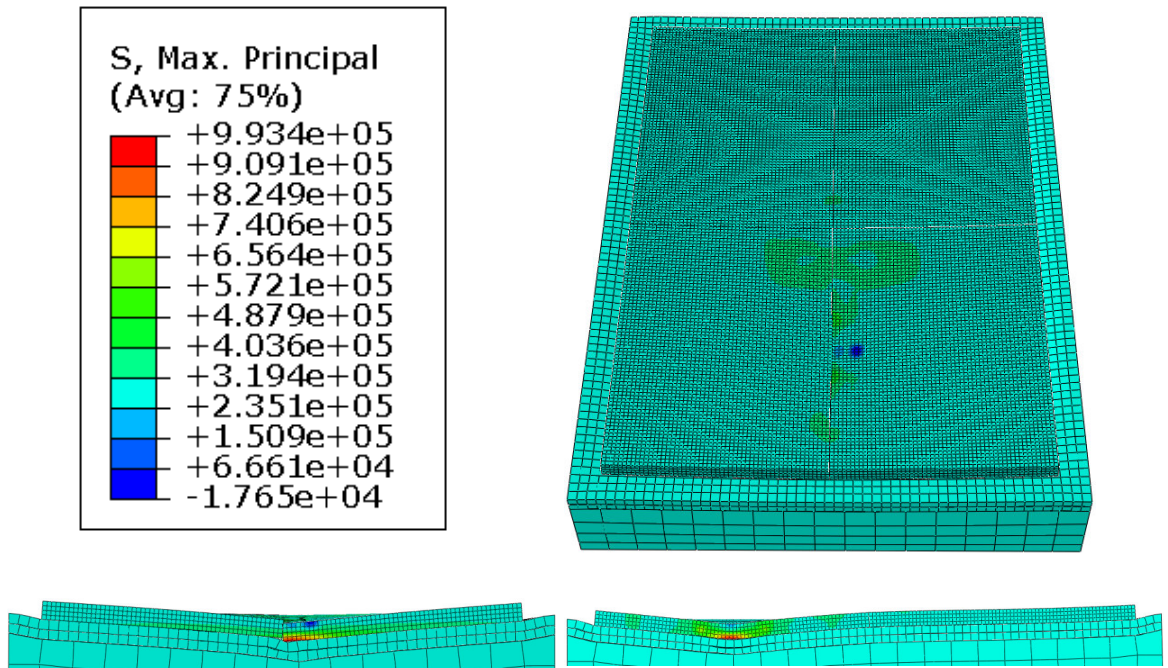 S, Max. Principal
(Avg: 75%)
+9.934e+05
+9.091e+05
+8.249e+05
+7.406e+05
+6.564e+05
+5.721e+05
+4.879e+05
+4.036e+05
+3.194e+05
+2.351e+05
+1.509e+05
+6.661e+04
-1.765e+04